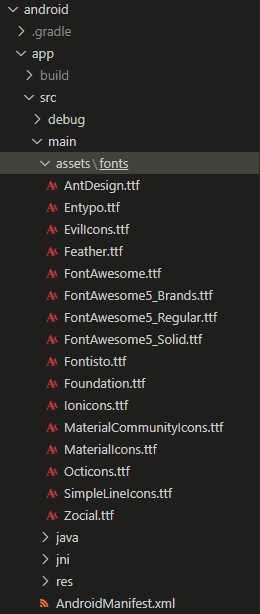 android
.gradle
app
build
src
debug
main
assets\fonts
AntDesign.ttf
Entypo.ttf
EvilIcons.ttf
Feather.ttf
FontAwesome.ttf
FontAwesome5_Brands.ttf
FontAwesome5_Regular.ttf
FontAwesome5_Solid.ttf
Fontisto.ttf
Foundation.ttf
Ionicons.ttf
MaterialCommunityIcons.ttf
MaterialIcons.ttf
Octicons.ttf
SimpleLineIcons.ttf
Zocial.ttf
java
jni
res
AndroidManifest.xml